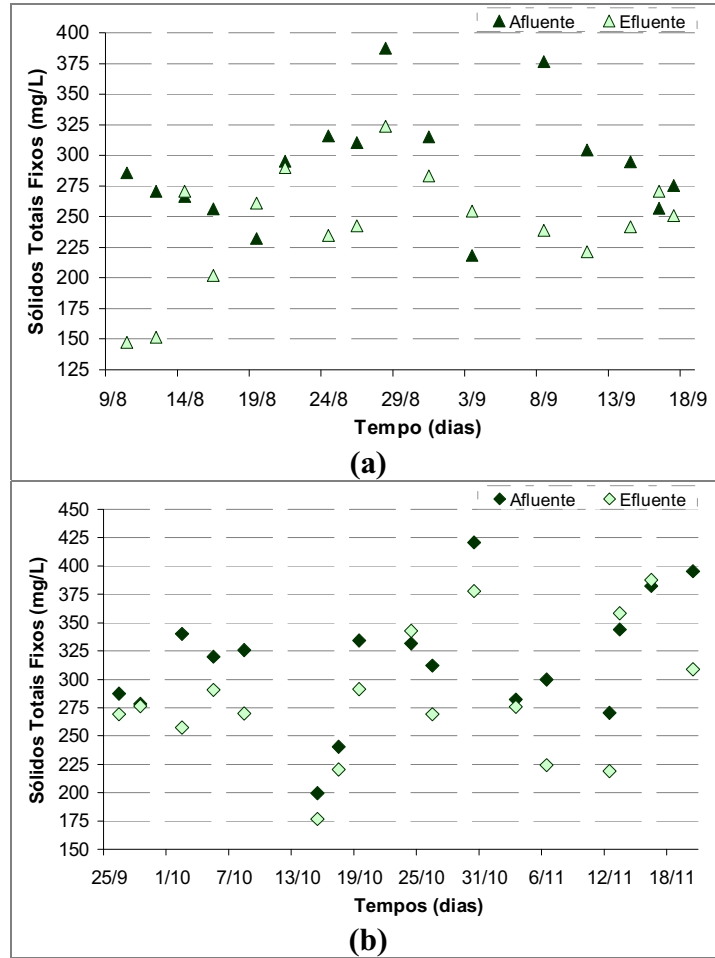 Afluente Efluente
400
375
350
325
300
275
250
225
200
175
150
125
Sólidos Totais Fixos (mg/L)
9/8 14/8 19/8 24/8 29/8 3/9 8/9 13/9 18/9
Tempo (dias)
(a)
Afluente Efluente
450
425
400
375
350
325
300
275
250
225
200
175
150
Sólidos Totais Fixos (mg/L)
25/9 1/10 7/10 13/10 19/10 25/10 31/10 6/11 12/11 18/11
Tempos (dias)
(b)